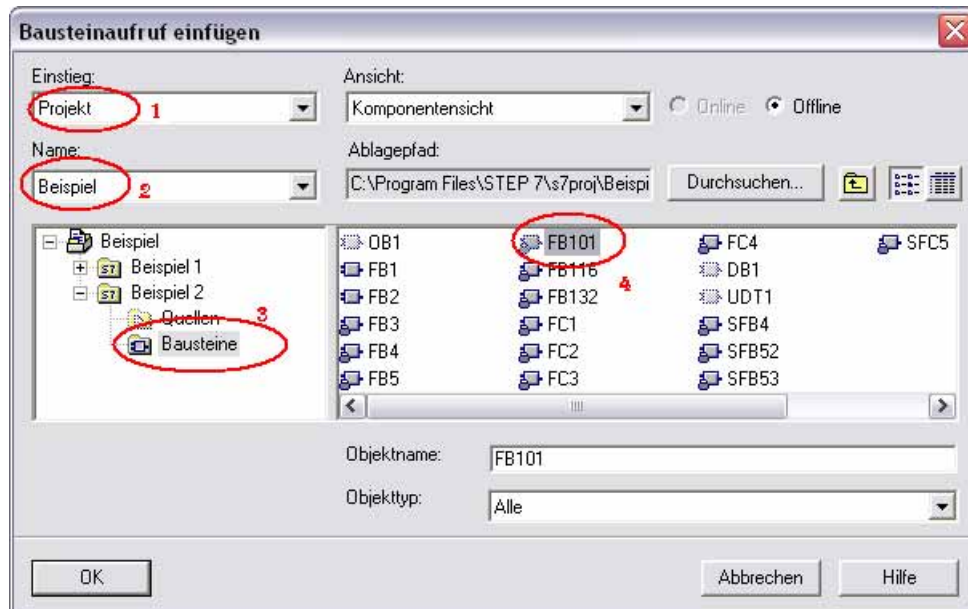 Bausteinaufruf einfügen
Einstieg:
Ansicht:
Projekt
1
Komponentensicht
Online
Offline
Name:
Ablagepfad:
Beispiel
2
C:\Program Files\STEP 7\s7proj\Beispi
Durchsuchen...
Beispiel
S7 Beispiel 1
S7 Beispiel 2
Quellen
3
Bausteine
OB1
FB1
FB2
FB3
FB4
FB5
FB101
FB116
4
FB132
FC1
FC2
FC3
FC4
DB1
UDT1
SFB4
SFB52
SFB53
SFC5
Objektname:
FB101
Objekttyp:
Alle
OK
Abbrechen
Hilfe